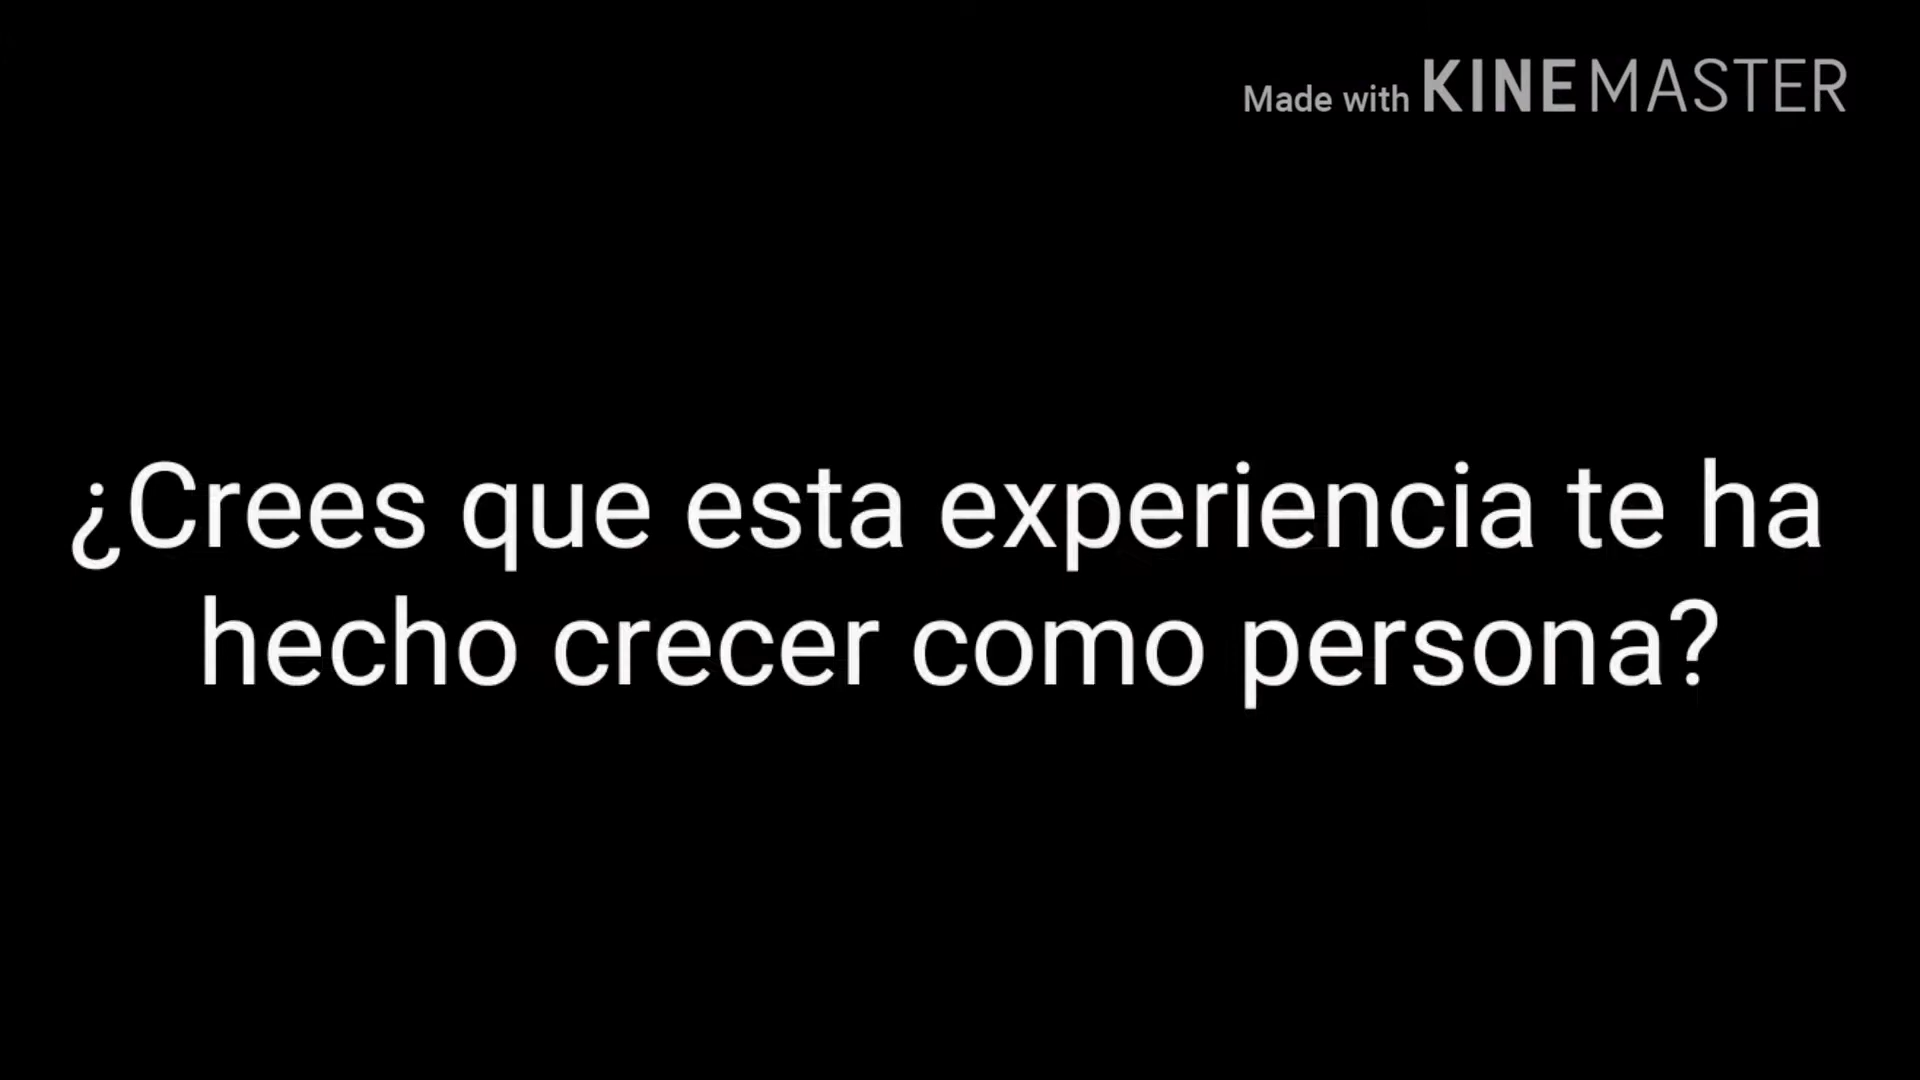 Made with KINEMASTER
¿Crees que esta experiencia te ha
hecho crecer como persona?